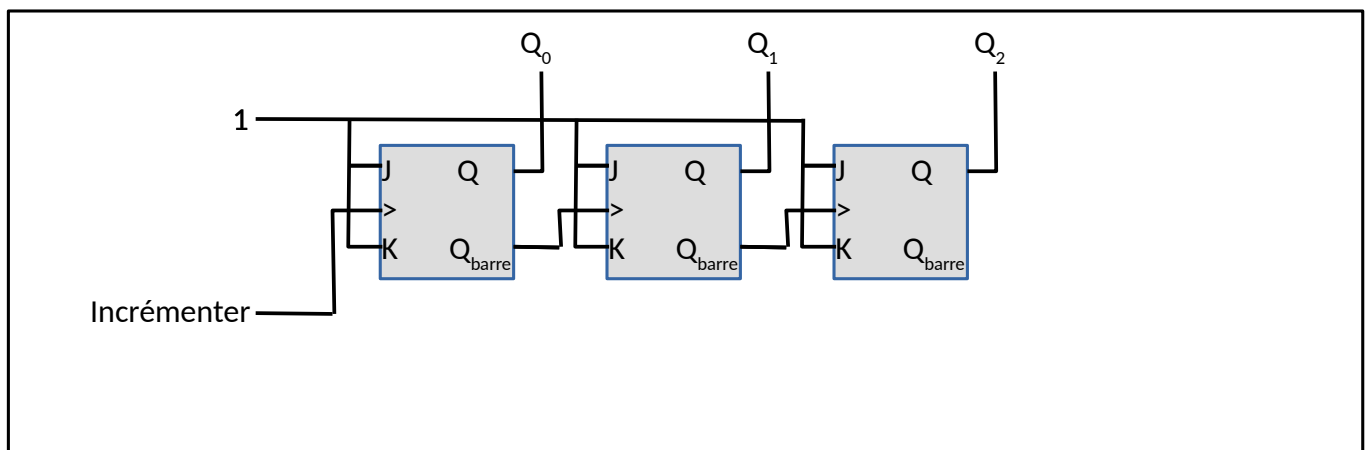 Q0 Q1 Q2
1
J Q J Q J Q
> > >
K Qbarre K Qbarre K Qbarre
Incrémenter